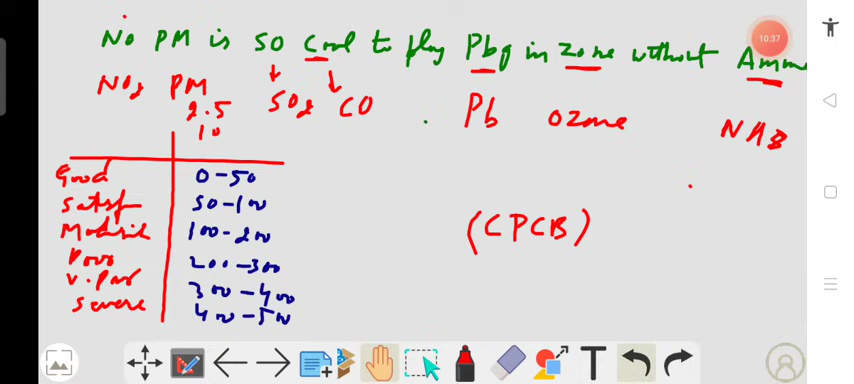 No PM is so Cool to play Pbg in zone without Amm
10:37
NO2 PM SO2 CO Pb ozone NH3
2.5
10
Good 0-50
Satisf 50-100
100-200
Poor 200-300
V. Poor 300-400
Severe 400-500
(CPCB)
T